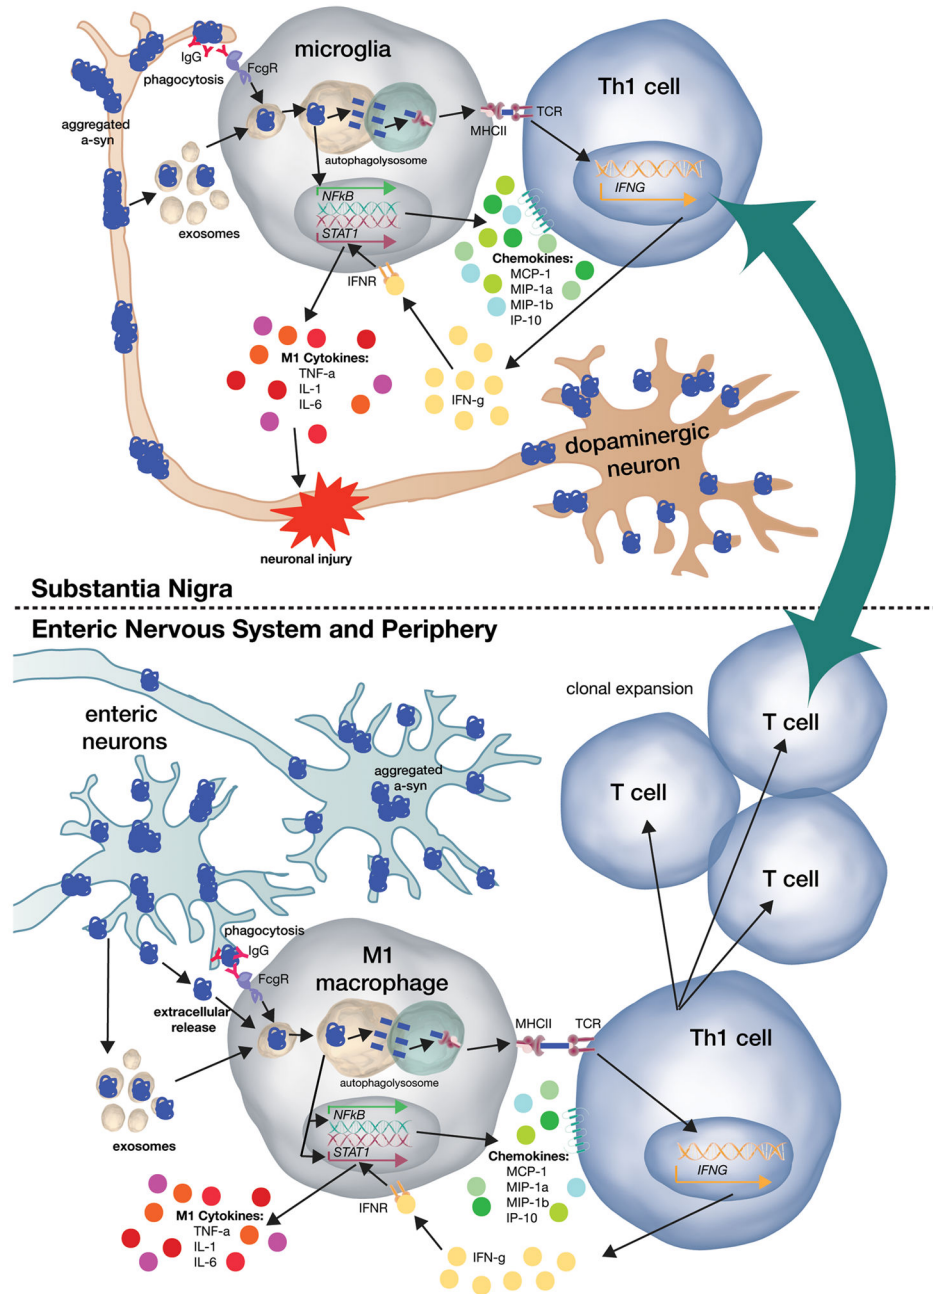 microglia
IgG
FcgR
phagocytosis
aggregated
a-syn
Th1 cell
TCR
MHCII
autophagolysosome
exosomes
NFkB
STAT1
IFNG
IFNR
Chemokines:
MCP-1
MIP-1a
MIP-1b
IP-10
M1 Cytokines:
TNF-a
IL-1
IL-6
IFN-g
dopaminergic
neuron
neuronal injury
Substantia Nigra
Enteric Nervous System and Periphery
enteric
neurons
aggregated
a-syn
clonal expansion
T cell
T cell
T cell
phagocytosis
IgG
FcgR
extracellular
release
M1
macrophage
MHCII
TCR
Th1 cell
autophagolysosome
exosomes
NFkB
STAT1
IFNG
IFNR
Chemokines:
MCP-1
MIP-1a
MIP-1b
IP-10
M1 Cytokines:
TNF-a
IL-1
IL-6
IFN-g